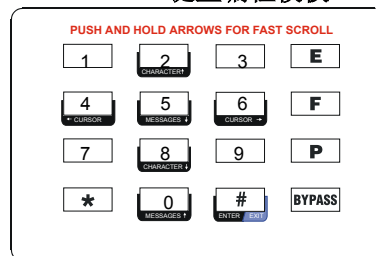 PUSH AND HOLD ARROWS FOR FAST SCROLL
1 2 3 E
CHARACTER↑
4 5 6 F
← CURSOR MESSAGES ↓ CURSOR →
7 8 9 P
CHARACTER ↓
* 0 # BYPASS
MESSAGES ↑ ENTER EXIT